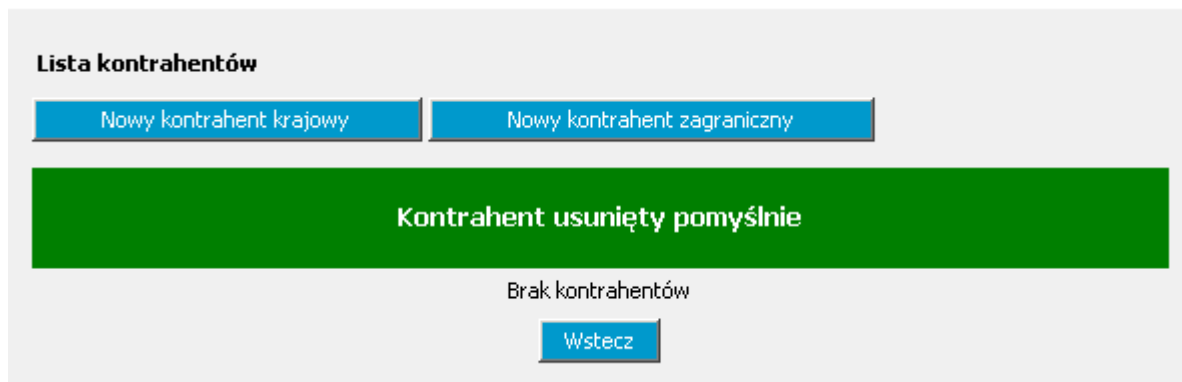 Lista kontrahentów
Nowy kontrahent krajowy Nowy kontrahent zagraniczny
Kontrahent usunięty pomyślnie
Brak kontrahentów
Wstecz